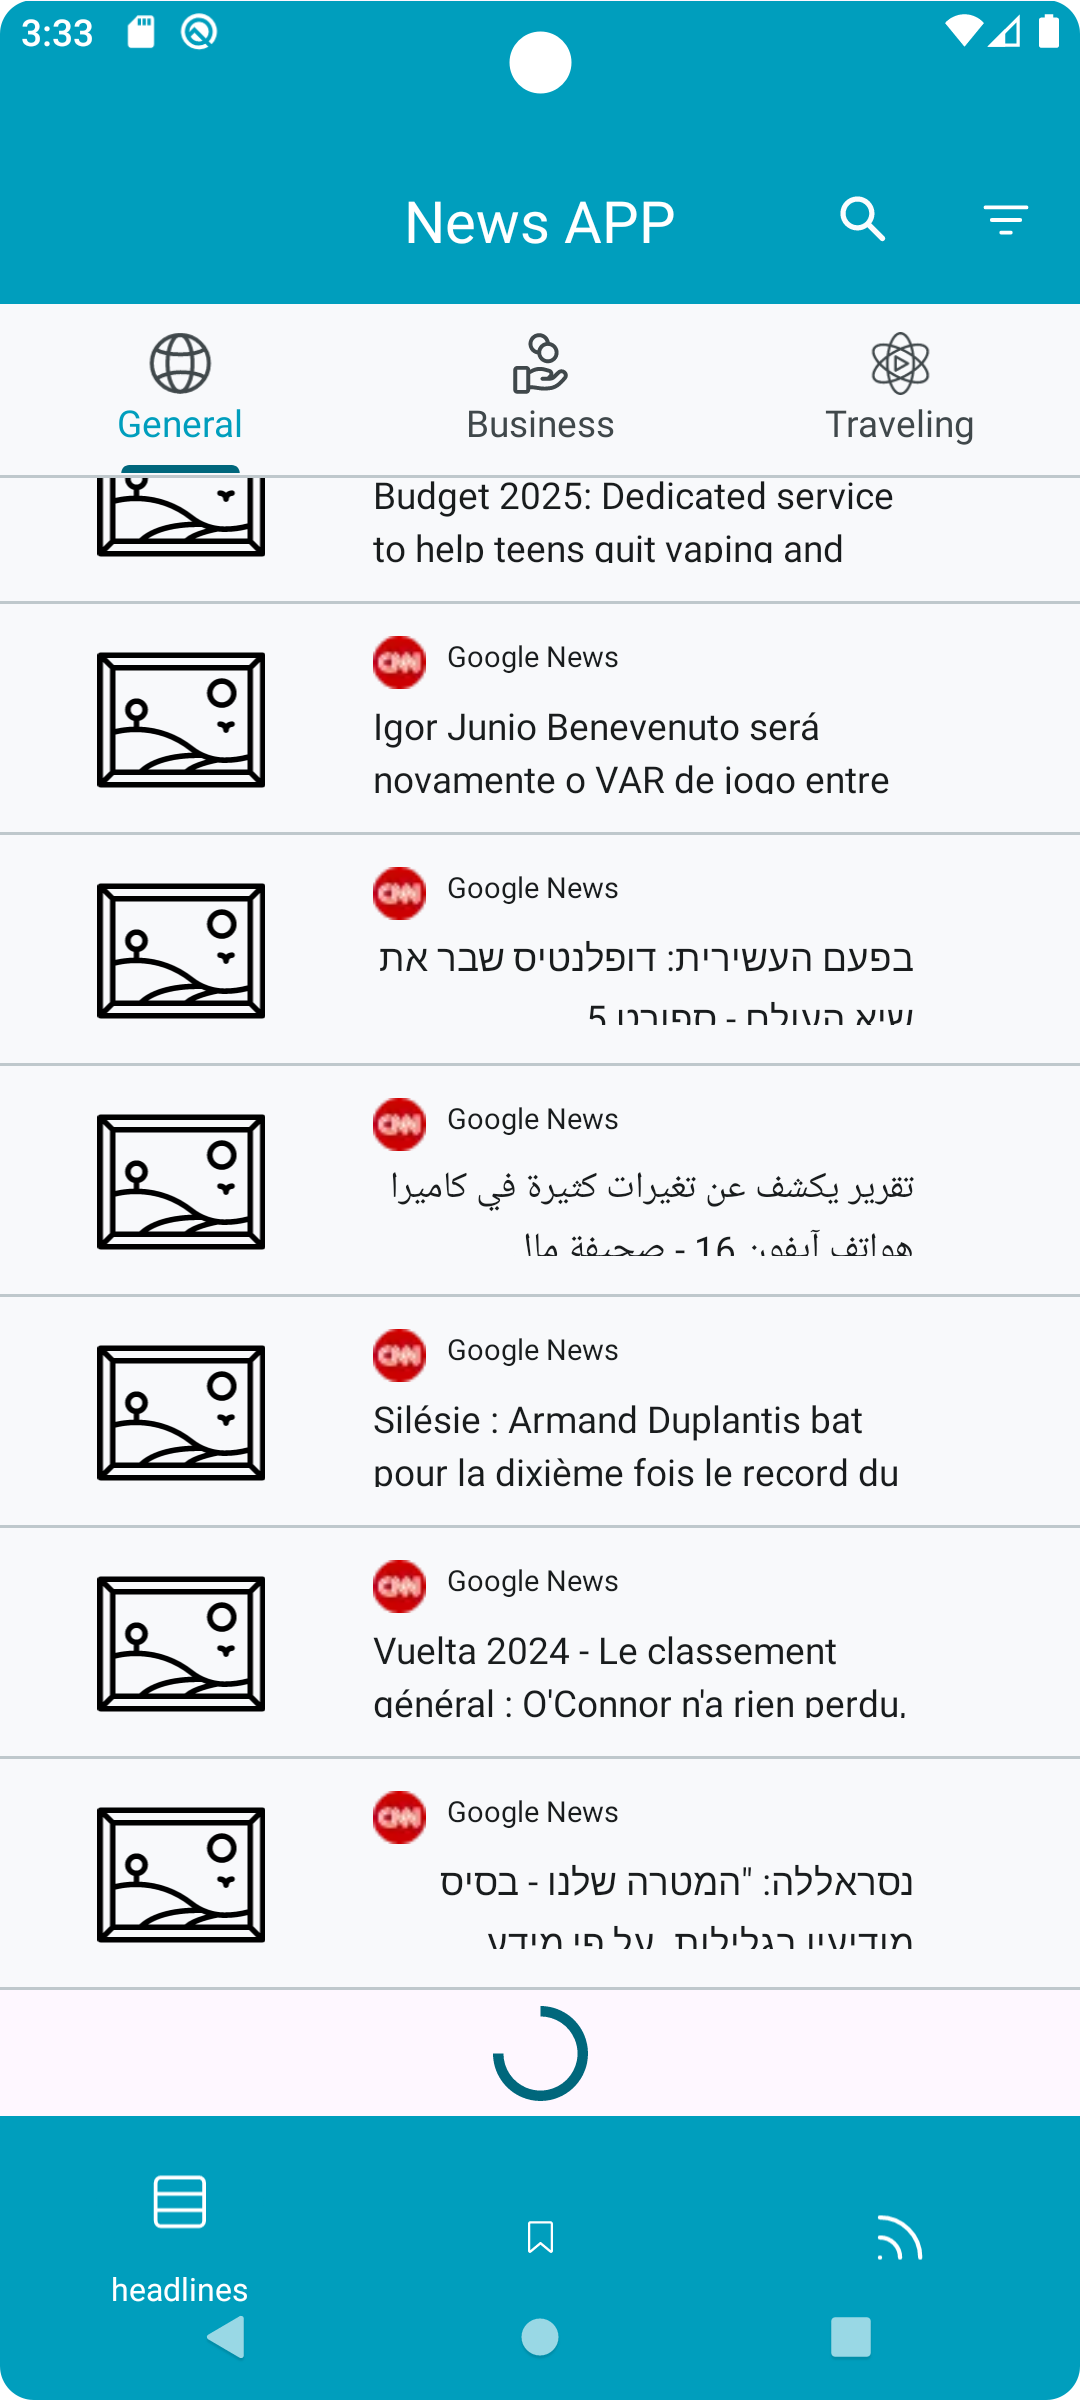 3:33
News APP
General
Business
Traveling
Budget 2025: Dedicated service
to help teens quit vaping and
CNN Google News
Igor Junio Benevenuto será
novamente o VAR de jogo entre
CNN Google News
בפעם העשירית: דופלנטיס שבר את
שיא העולם - ספורט 5
CNN Google News
تقرير يكشف عن تغيرات كثيرة في كاميرا
هواتف آيفون 16 - صحيفة مال
CNN Google News
Silésie : Armand Duplantis bat
pour la dixième fois le record du
CNN Google News
Vuelta 2024 - Le classement
général : O'Connor n'a rien perdu,
CNN Google News
נסראללה: "המטרה שלנו - בסיס
מודיעין בגלילות. על פי מידע
headlines